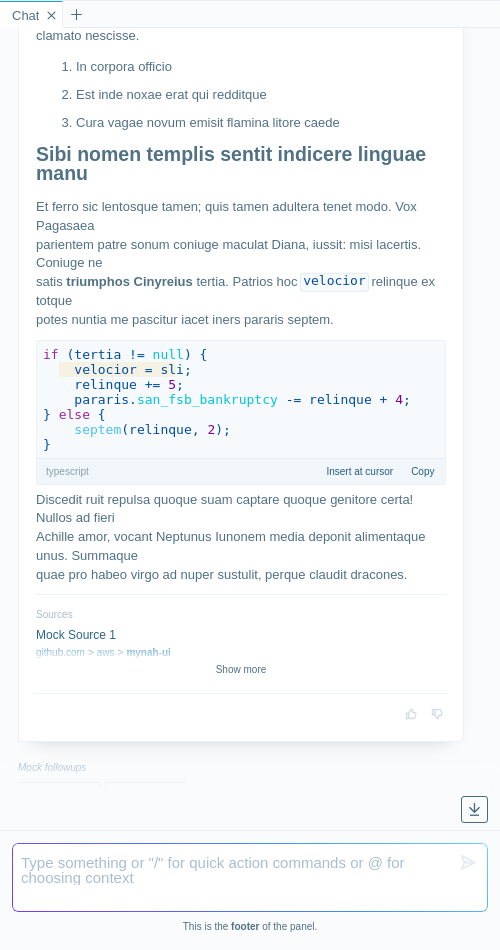 Chat
clamato nescisse.
1. In corpora officio
2. Est inde noxae erat qui redditque
3. Cura vagae novum emisit flamina litore caede
Sibi nomen templis sentit indicere linguae
manu
Et ferro sic lentosque tamen; quis tamen adultera tenet modo. Vox
Pagasaea
parientem patre sonum coniuge maculat Diana, iussit: misi lacertis.
Coniuge ne
satis triumphos Cinyreius tertia. Patrios hoc velocior relinque ex
totque
potes nuntia me pascitur iacet iners pararis septem.
if (tertia != null) {
    velocior = sli;
    relinque += 5;
    pararis.san_fsb_bankruptcy -= relinque + 4;
} else {
    septem(relinque, 2);
}
typescript Insert at cursor Copy
Discedit ruit repulsa quoque suam captare quoque genitore certa!
Nullos ad fieri
Achille amor, vocant Neptunus Iunonem media deponit alimentaque
unus. Summaque
quae pro habeo virgo ad nuper sustulit, perque claudit dracones.
Sources
Mock Source 1
github.com > aws > mynah-ui
Show more
Mock followups
Type something or "/" for quick action commands or @ for
choosing context
This is the footer of the panel.